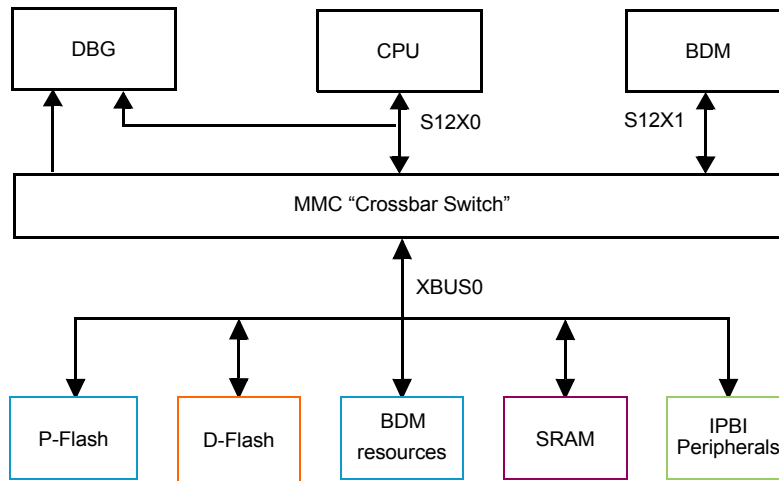 DBG
CPU
BDM
S12X0
S12X1
MMC “Crossbar Switch”
XBUS0
P-Flash
D-Flash
BDM
resources
SRAM
IPBI
Peripherals